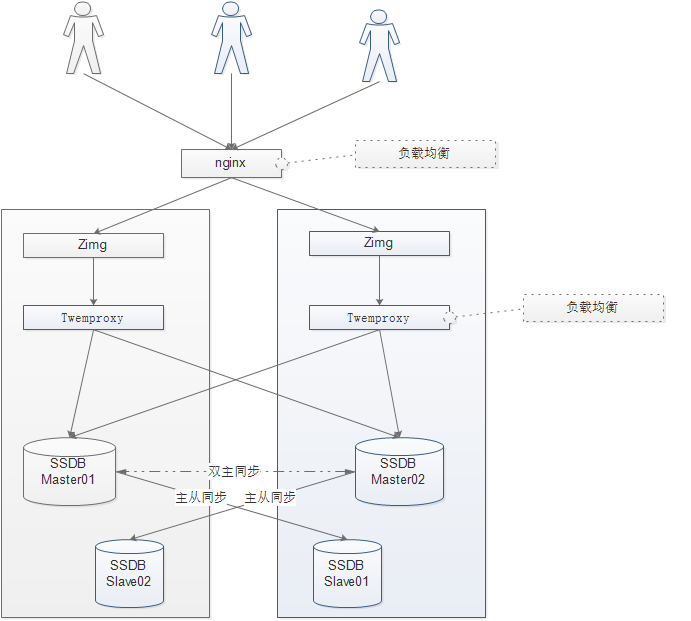 nginx
负载均衡
Zimg
Zimg
Twemproxy
Twemproxy
负载均衡
SSDB
Master01
双主同步
SSDB
Master02
主从同步
主从同步
SSDB
Slave02
SSDB
Slave01